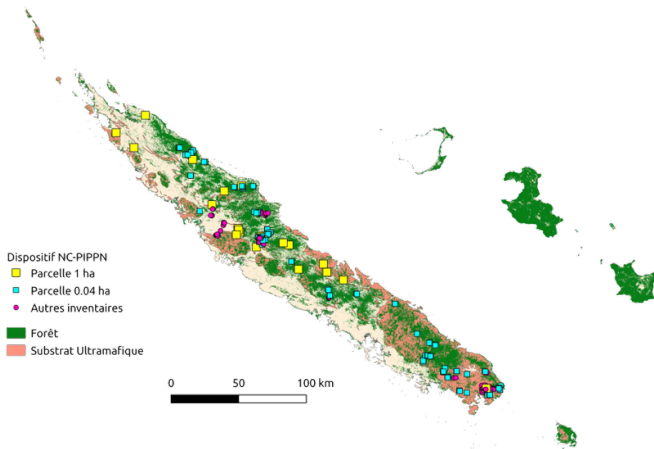 Dispositif NC-PIPPN
Parcelle 1 ha
Parcelle 0.04 ha
Autres inventaires
Forêt
Substrat Ultramafique
0 50 100 km